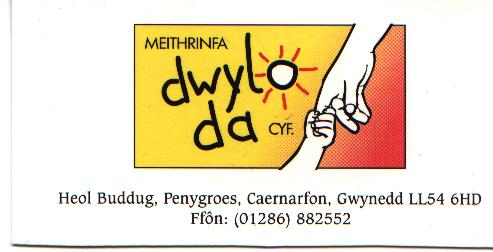 MEITHRINFA
dwylo
da CYF.
Heol Buddug, Penygroes, Caernarfon, Gwynedd LL54 6HD
Ffôn: (01286) 882552